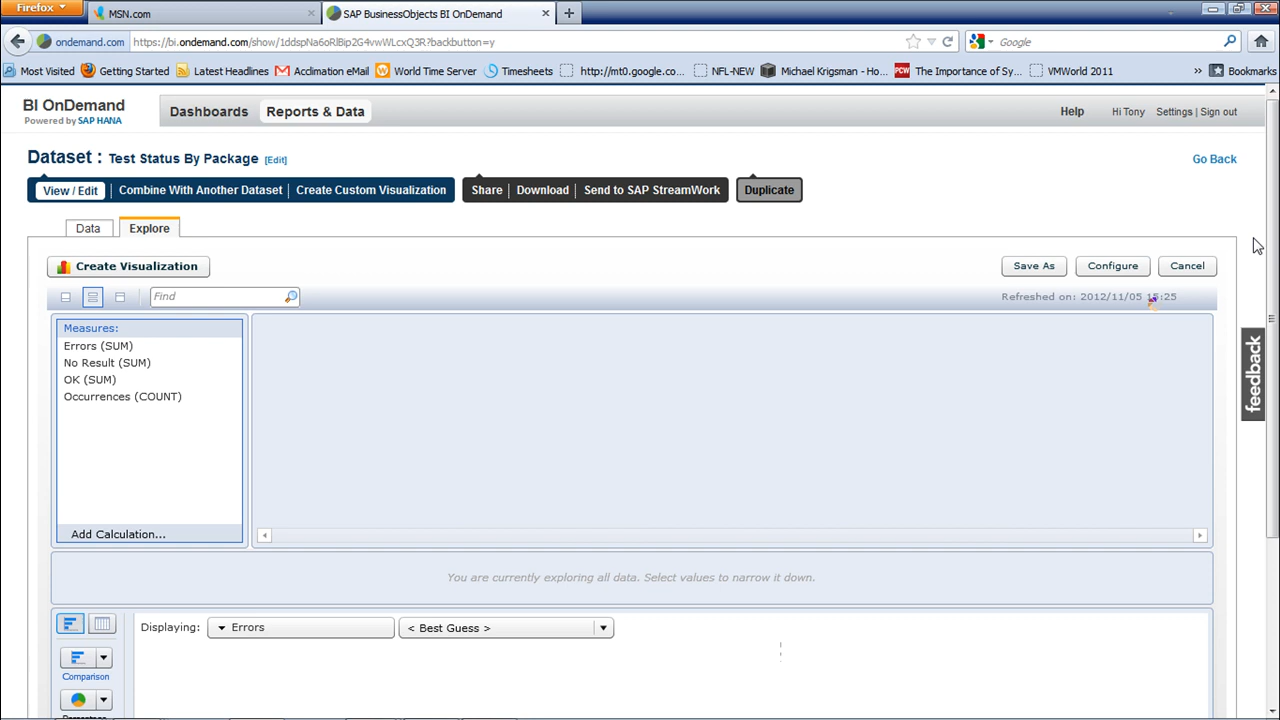 Firefox
MSN.com
SAP BusinessObjects BI OnDemand
ondemand.com
https://bi.ondemand.com/show/1ddspNa6oRlBip2G4vwWLcxQ3R?backbutton=y
Google
Most Visited
Getting Started
Latest Headlines
Acclimation eMail
World Time Server
Timesheets
http://mt0.google.co...
NFL-NEW
Michael Krigsman - Ho...
PCW
The Importance of Sy...
VMWorld 2011
»
Bookmarks
BI OnDemand
Powered by SAP HANA
Dashboards
Reports & Data
Help
Hi Tony
Settings | Sign out
Dataset : Test Status By Package [Edit]
Go Back
View / Edit
Combine With Another Dataset
Create Custom Visualization
Share
Download
Send to SAP StreamWork
Duplicate
Data
Explore
Create Visualization
Save As
Configure
Cancel
Find
Refreshed on: 2012/11/05 15:25
Measures:
Errors (SUM)
No Result (SUM)
OK (SUM)
Occurrences (COUNT)
Add Calculation...
feedback
You are currently exploring all data. Select values to narrow it down.
Displaying:
Errors
< Best Guess >
Comparison
Percentage